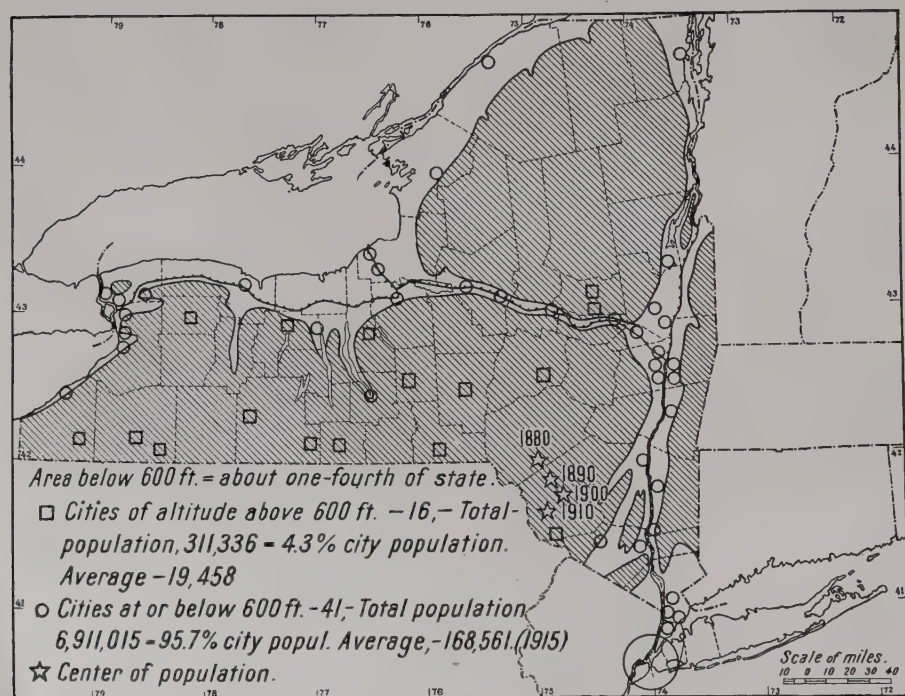 79 78 77 76 73 74 73 72
44 44
43 43
42 42
41 41
1880
1890
1900
1910
Area below 600 ft. = about one-fourth of state.
Cities of altitude above 600 ft. -16,- Total-
population, 311,336 = 4.3% city population.
Average -19,458
Cities at or below 600 ft.-41,- Total population
6,911,015 = 95.7% city popul. Average,-168,561.(1915)
Center of population.
Scale of miles.
10 0 10 20 30 40
79 78 77 76 75 74 73 72